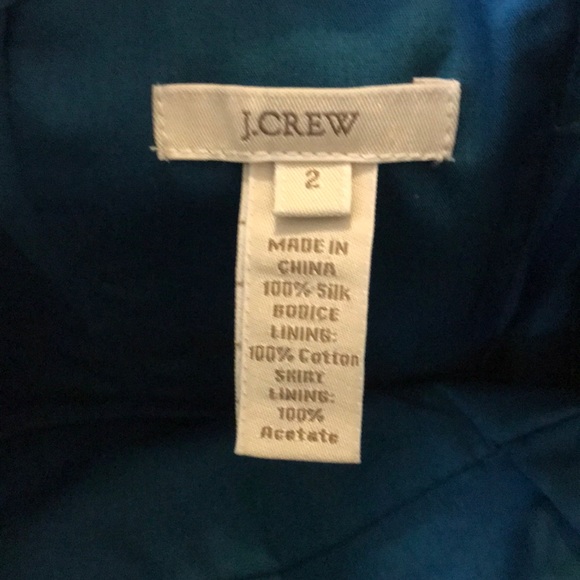 J.CREW
2
MADE IN
CHINA
100% Silk
BODICE
LINING:
100% Cotton
SKIRT
LINING:
100%
Acetate